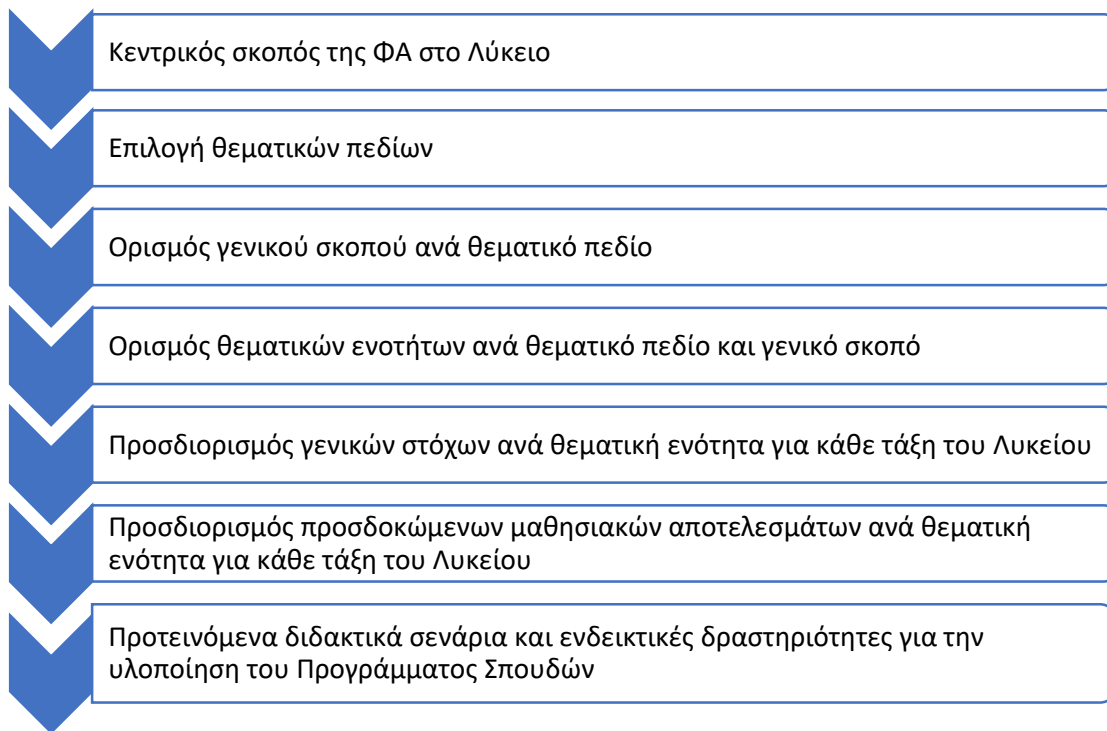 Κεντρικός σκοπός της ΦΑ στο Λύκειο
Επιλογή θεματικών πεδίων
Ορισμός γενικού σκοπού ανά θεματικό πεδίο
Ορισμός θεματικών ενοτήτων ανά θεματικό πεδίο και γενικό σκοπό
Προσδιορισμός γενικών στόχων ανά θεματική ενότητα για κάθε τάξη του Λυκείου
Προσδιορισμός προσδοκώμενων μαθησιακών αποτελεσμάτων ανά θεματική
ενότητα για κάθε τάξη του Λυκείου
Προτεινόμενα διδακτικά σενάρια και ενδεικτικές δραστηριότητες για την
υλοποίηση του Προγράμματος Σπουδών